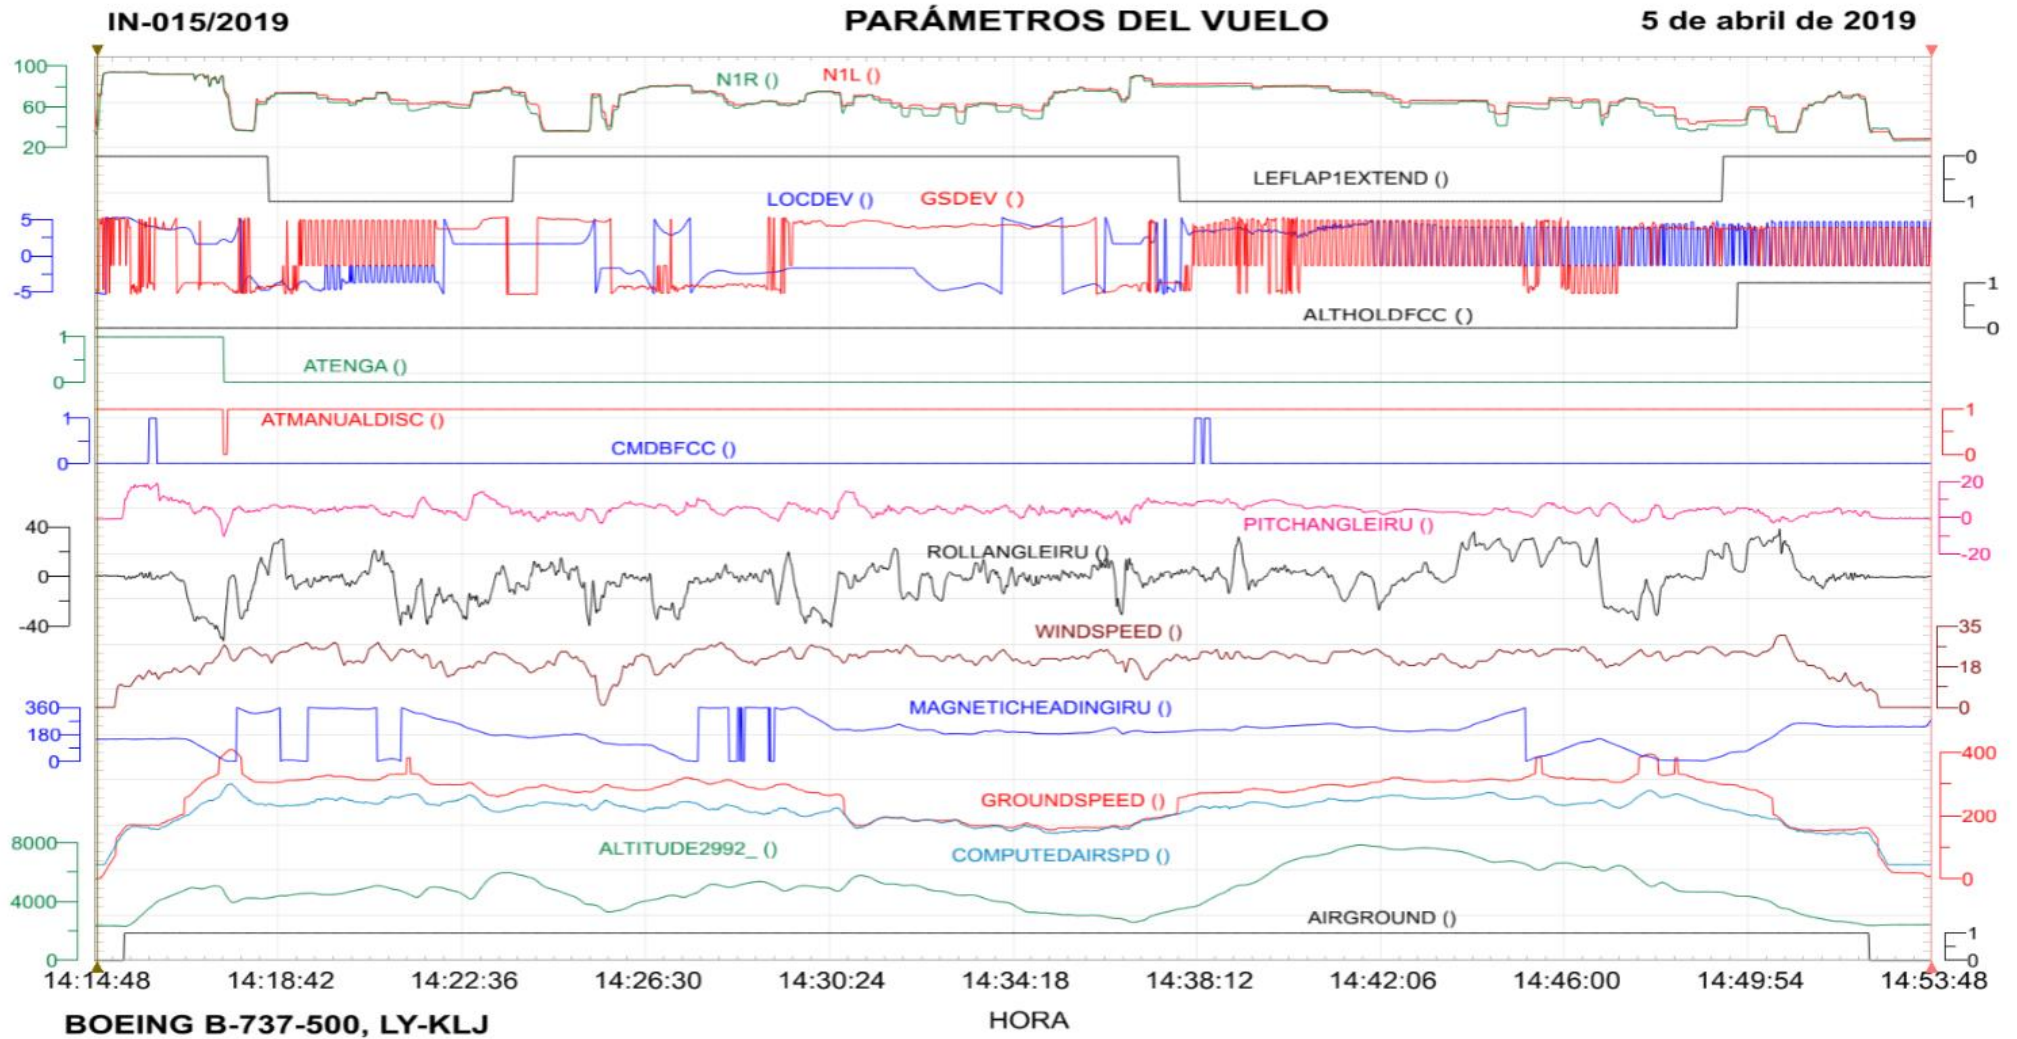 IN-015/2019 PARÁMETROS DEL VUELO 5 de abril de 2019
100 60 20
N1R () N1L ()
LEFLAP1EXTEND ()
0 1
LOCDEV () GSDEV ()
5 0 -5
ALTHOLDFCC ()
1 0
1 0
ATENGA ()
ATMANUALDISC ()
1 0
CMDBFCC ()
1 0
PITCHANGLEIRU ()
20 0 -20
40 0 -40
ROLLANGLEIRU ()
WINDSPEED ()
35 18 0
360 180 0
MAGNETICHEADINGIRU ()
GROUNDSPEED ()
400 200 0
8000 4000 0
ALTITUDE2992_ () COMPUTEDAIRSPD ()
AIRGROUND ()
1 0
14:14:48 14:18:42 14:22:36 14:26:30 14:30:24 14:34:18 14:38:12 14:42:06 14:46:00 14:49:54 14:53:48
BOEING B-737-500, LY-KLJ HORA